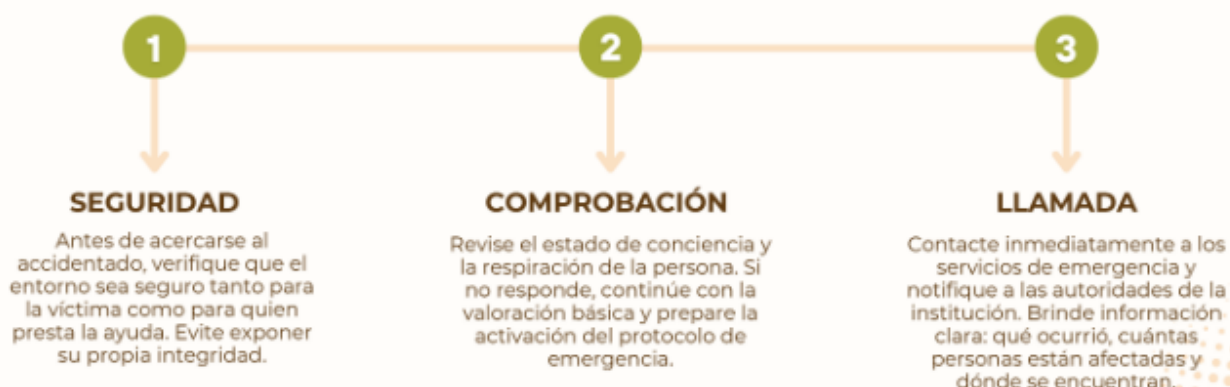 1
2
3
SEGURIDAD
Antes de acercarse al
accidentado, verifique que el
entorno sea seguro tanto para
la víctima como para quien
presta la ayuda. Evite exponer
su propia integridad.
COMPROBACIÓN
Revise el estado de conciencia y
la respiración de la persona. Si
no responde, continúe con la
valoración básica y prepare la
activación del protocolo de
emergencia.
LLAMADA
Contacte inmediatamente a los
servicios de emergencia y
notifique a las autoridades de la
institución. Brinde información
clara: qué ocurrió, cuántas
personas están afectadas y
dónde se encuentran.